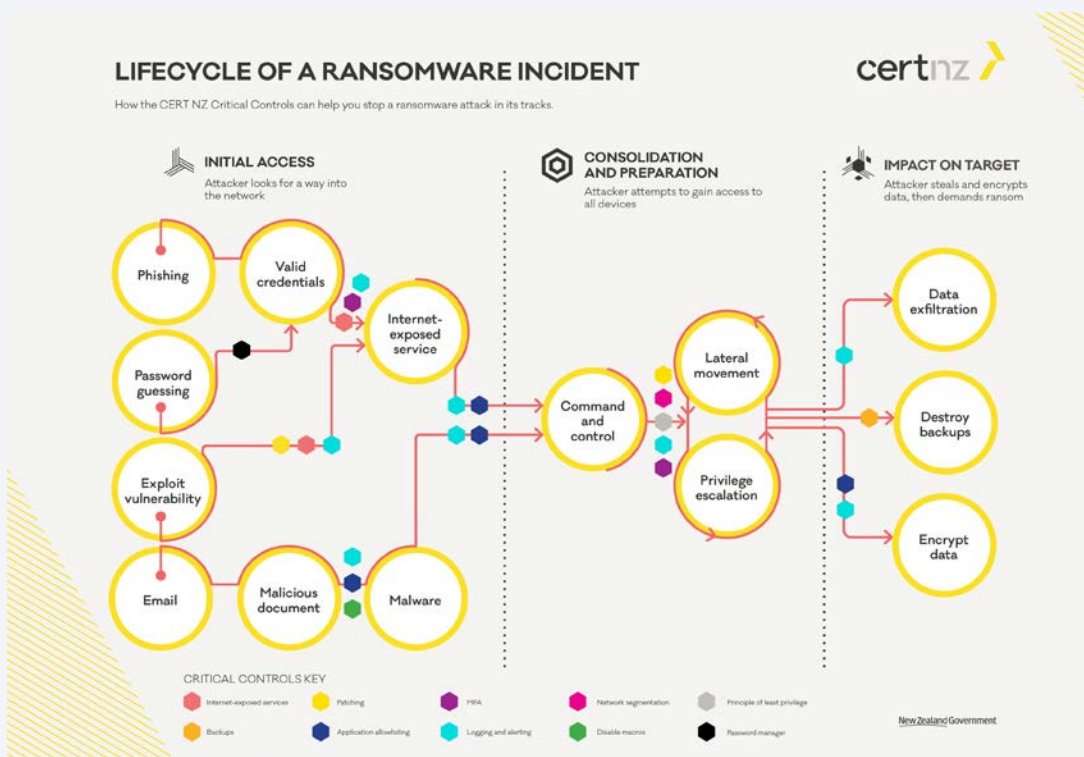 LIFECYCLE OF A RANSOMWARE INCIDENT
certnz
How the CERT NZ Critical Controls can help you stop a ransomware attack in its tracks.
INITIAL ACCESS
Attacker looks for a way into
the network
CONSOLIDATION
AND PREPARATION
Attacker attempts to gain access to
all devices
IMPACT ON TARGET
Attacker steals and encrypts
data, then demands ransom
Phishing
Valid
credentials
Internet-
exposed
service
Password
guessing
Exploit
vulnerability
Email
Malicious
document
Malware
Command
and
control
Lateral
movement
Privilege
escalation
Data
exfiltration
Destroy
backups
Encrypt
data
CRITICAL CONTROLS KEY
Internet-exposed services
Patching
MFA
Network segmentation
Principle of least privilege
Backups
Application allowlisting
Logging and alerting
Disable macros
Password manager
New Zealand Government